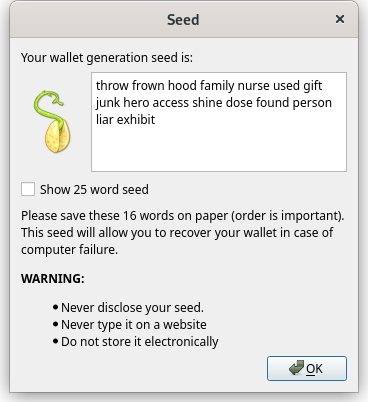 Seed
Your wallet generation seed is:
throw frown hood family nurse used gift
junk hero access shine dose found person
liar exhibit
Show 25 word seed
Please save these 16 words on paper (order is important).
This seed will allow you to recover your wallet in case of
computer failure.
WARNING:
Never disclose your seed.
Never type it on a website
Do not store it electronically
OK